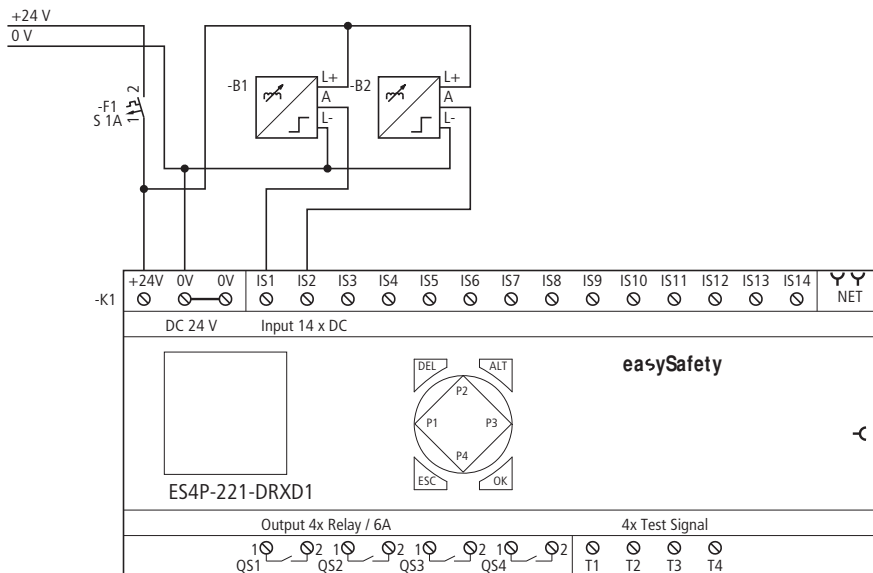 +24 V
0 V
-F1
S 1A
2
1
-B1
L+
A
L-
-B2
L+
A
L-
-K1
+24V 0V 0V IS1 IS2 IS3 IS4 IS5 IS6 IS7 IS8 IS9 IS10 IS11 IS12 IS13 IS14
NET
DC 24 V Input 14 x DC
DEL ALT
P2
P1 P3
P4
ESC OK
easySafety
ES4P-221-DRXD1
Output 4x Relay / 6A 4x Test Signal
1 2 1 2 1 2 1 2
QS1 QS2 QS3 QS4 T1 T2 T3 T4